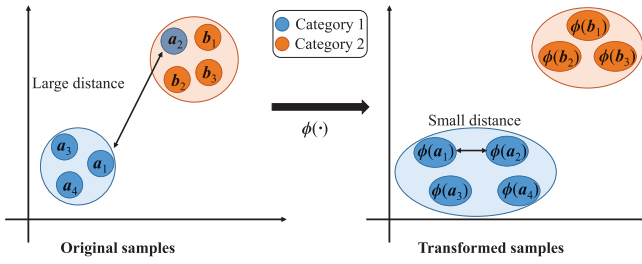 Category 1
Category 2
a₂
b₁
b₂
b₃
Large distance
a₃
a₁
a₄
ϕ(·)
ϕ(b₁)
ϕ(b₂)
ϕ(b₃)
Small distance
ϕ(a₁)
ϕ(a₂)
ϕ(a₃)
ϕ(a₄)
Original samples
Transformed samples